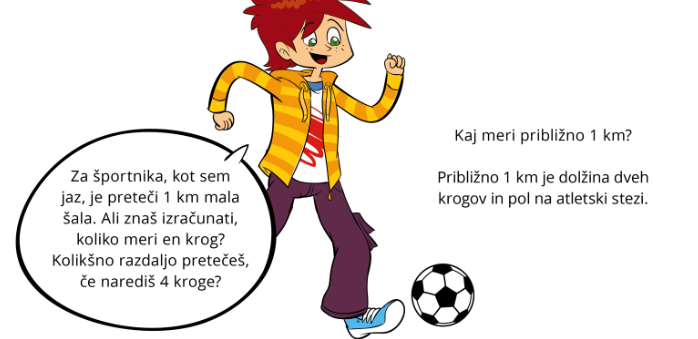 Za športnika, kot sem
jaz, je preteči 1 km mala
šala. Ali znaš izračunati,
koliko meri en krog?
Kolikšno razdaljo pretečeš,
če narediš 4 kroge?
Kaj meri približno 1 km?
Približno 1 km je dolžina dveh
krogov in pol na atletski stezi.